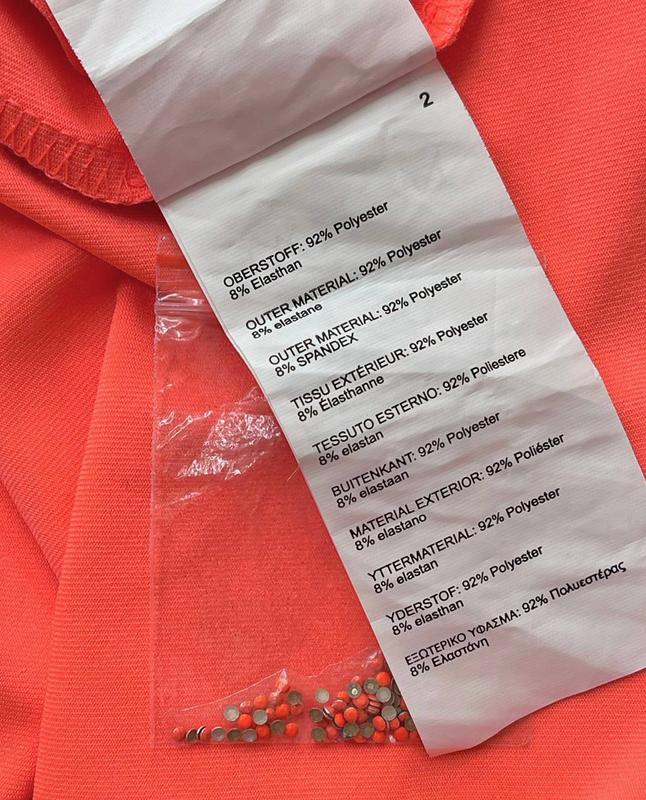 2
OBERSTOFF: 92% Polyester
8% Elasthan
OUTER MATERIAL: 92% Polyester
8% elastane
OUTER MATERIAL: 92% Polyester
8% SPANDEX
TISSU EXTÉRIEUR: 92% Polyester
8% Élasthanne
TESSUTO ESTERNO: 92% Poliestere
8% elastan
BUITENKANT: 92% Polyester
8% elastaan
MATERIAL EXTERIOR: 92% Poliéster
8% elastano
YTTERMATERIAL: 92% Polyester
8% elastan
YDERSTOF: 92% Polyester
8% elasthan
ΕΞΩΤΕΡΙΚΟ ΥΦΑΣΜΑ: 92% Πολυεστέρας
8% Ελαστάνη